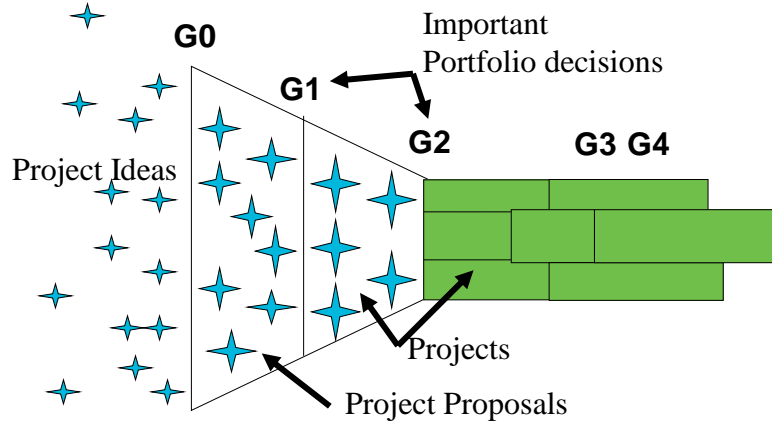 Important
Portfolio decisions
G0
G1
G2
G3 G4
Project Ideas
Projects
Project Proposals